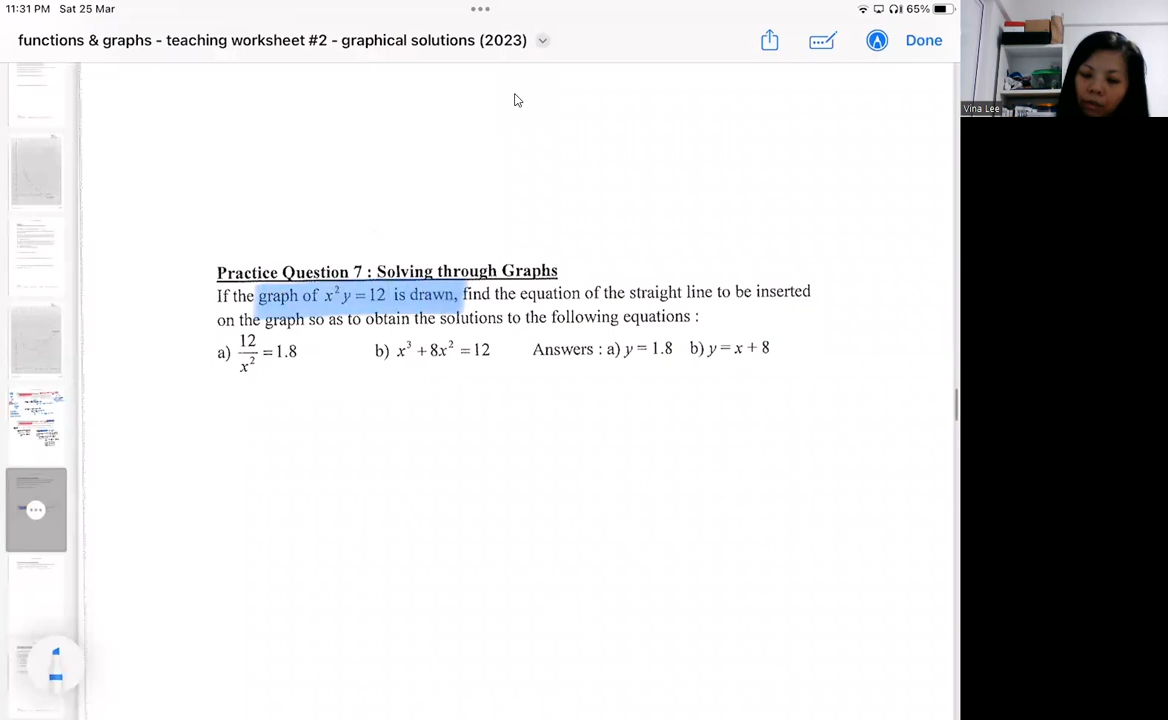 11:31 PM Sat 25 Mar
65%
functions & graphs - teaching worksheet #2 - graphical solutions (2023)
Done
Vina Lee
Practice Question 7 : Solving through Graphs
If the graph of x²y = 12 is drawn, find the equation of the straight line to be inserted
on the graph so as to obtain the solutions to the following equations :
a) 12/x² = 1.8 b) x³ + 8x² = 12 Answers : a) y = 1.8 b) y = x + 8